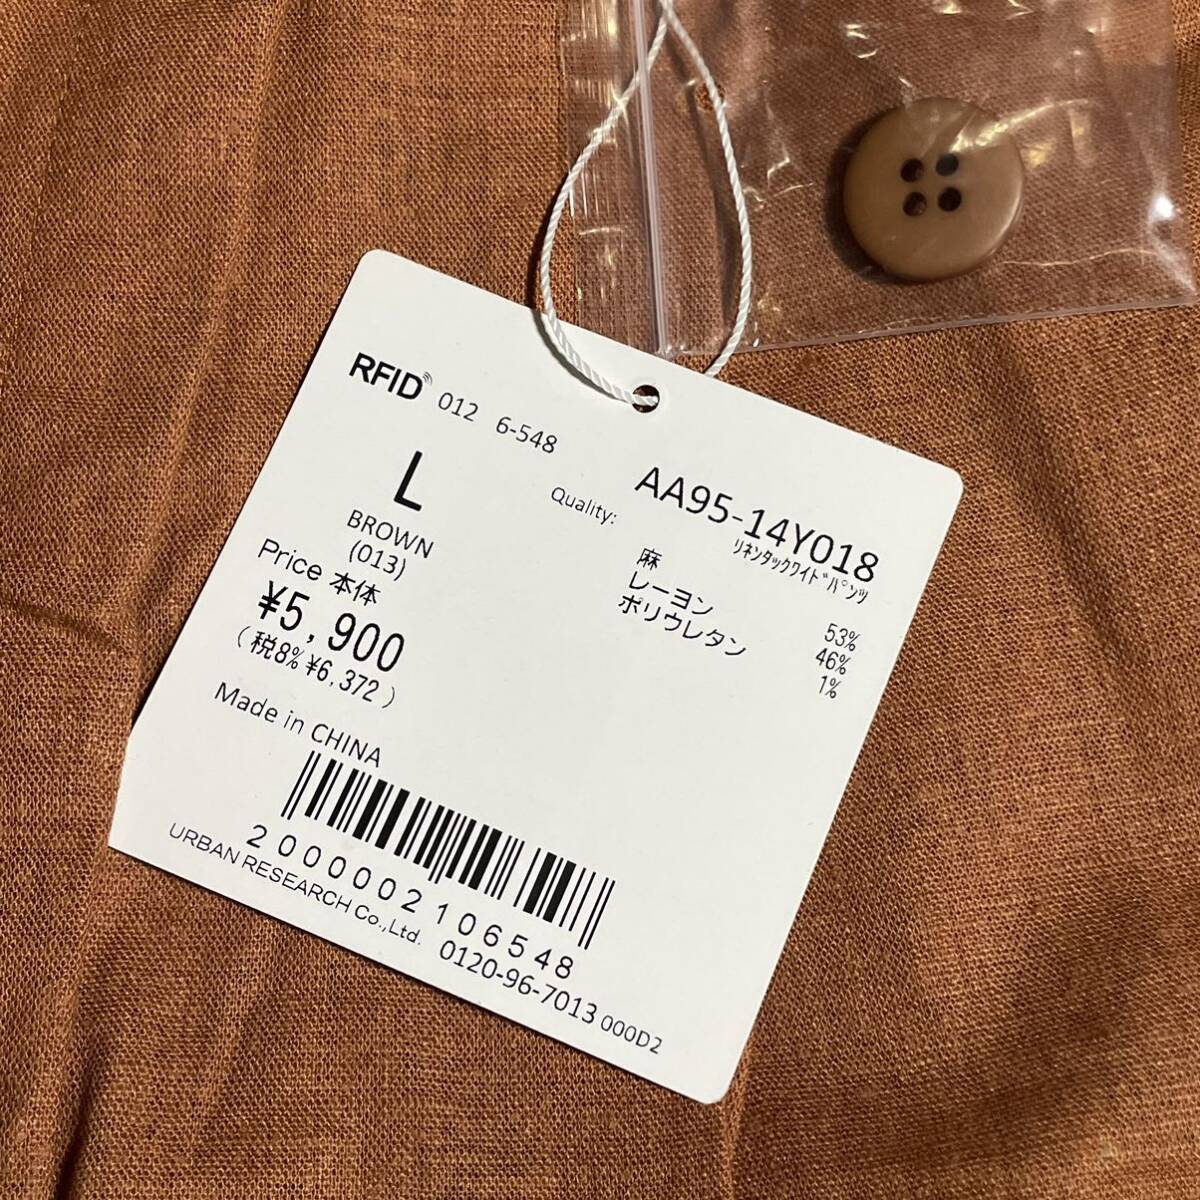 RFID 012 6-548
L
BROWN
(013)
Price 本体
¥5,900
(税8% ¥6,372)
Made in CHINA
AA95-14Y018
ﾘﾈﾝﾀｯｸﾜｲﾄﾞﾊﾟﾝﾂ
Quality:
麻 53%
レーヨン 46%
ポリウレタン 1%
2000002106548
URBAN RESEARCH Co.,Ltd. 0120-96-7013 000D2